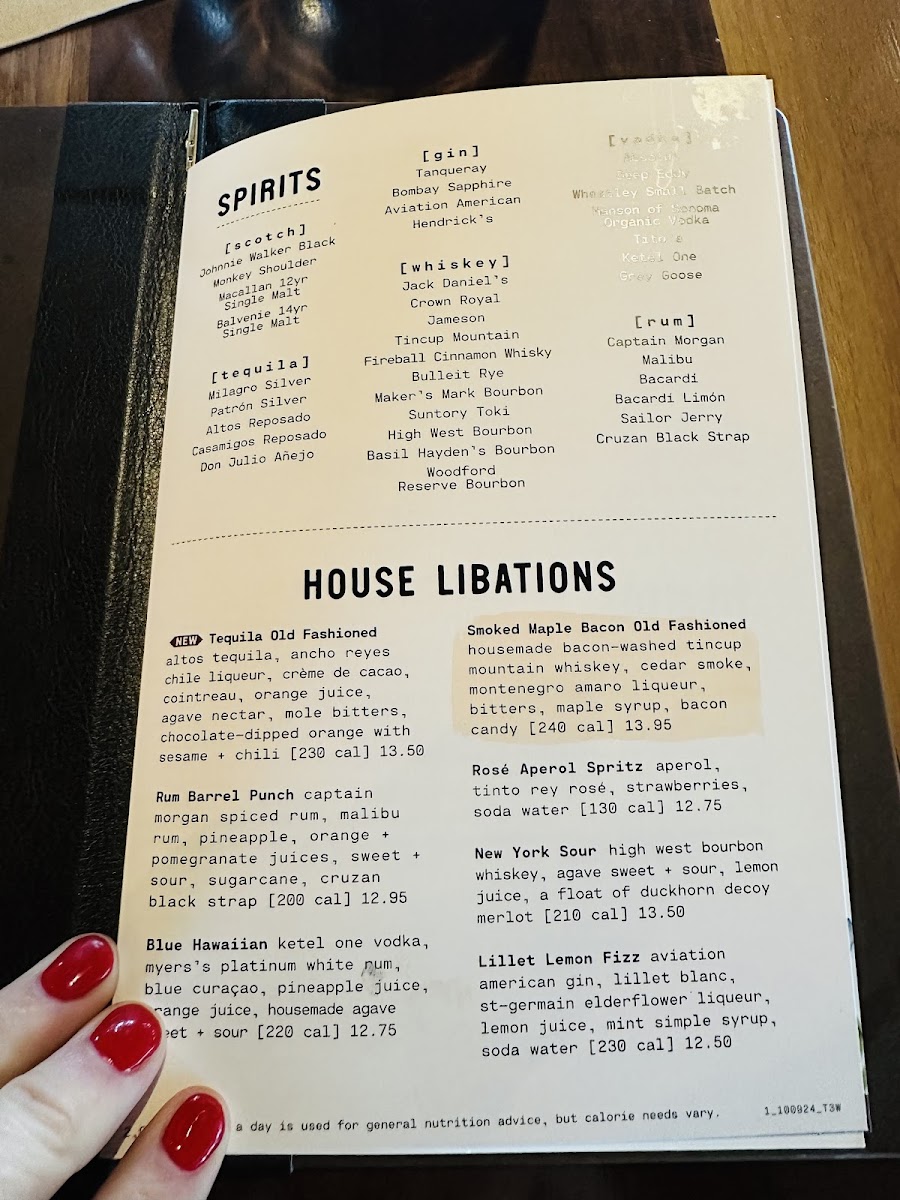 SPIRITS
[scotch]
Johnnie Walker Black
Monkey Shoulder
Macallan 12yr
Single Malt
Balvenie 14yr
Single Malt
[tequila]
Milagro Silver
Patrón Silver
Altos Reposado
Casamigos Reposado
Don Julio Añejo
[gin]
Tanqueray
Bombay Sapphire
Aviation American
Hendrick's
[whiskey]
Jack Daniel's
Crown Royal
Jameson
Tincup Mountain
Fireball Cinnamon Whisky
Bulleit Rye
Maker's Mark Bourbon
Suntory Toki
High West Bourbon
Basil Hayden's Bourbon
Woodford
Reserve Bourbon
[vodka]
Deep Eddy
Wheatley Small Batch
Hanson of Sonoma
Organic Vodka
Tito's
Ketel One
Grey Goose
[rum]
Captain Morgan
Malibu
Bacardi
Bacardi Limón
Sailor Jerry
Cruzan Black Strap
HOUSE LIBATIONS
NEW Tequila Old Fashioned
altos tequila, ancho reyes
chile liqueur, crème de cacao,
cointreau, orange juice,
agave nectar, mole bitters,
chocolate-dipped orange with
sesame + chili [230 cal] 13.50
Rum Barrel Punch captain
morgan spiced rum, malibu
rum, pineapple, orange +
pomegranate juices, sweet +
sour, sugarcane, cruzan
black strap [200 cal] 12.95
Blue Hawaiian ketel one vodka,
myers's platinum white rum,
blue curaçao, pineapple juice,
range juice, housemade agave
eet + sour [220 cal] 12.75
Smoked Maple Bacon Old Fashioned
housemade bacon-washed tincup
mountain whiskey, cedar smoke,
montenegro amaro liqueur,
bitters, maple syrup, bacon
candy [240 cal] 13.95
Rosé Aperol Spritz aperol,
tinto rey rosé, strawberries,
soda water [130 cal] 12.75
New York Sour high west bourbon
whiskey, agave sweet + sour, lemon
juice, a float of duckhorn decoy
merlot [210 cal] 13.50
Lillet Lemon Fizz aviation
american gin, lillet blanc,
st-germain elderflower liqueur,
lemon juice, mint simple syrup,
soda water [230 cal] 12.50
a day is used for general nutrition advice, but calorie needs vary.
1_100924_T3W